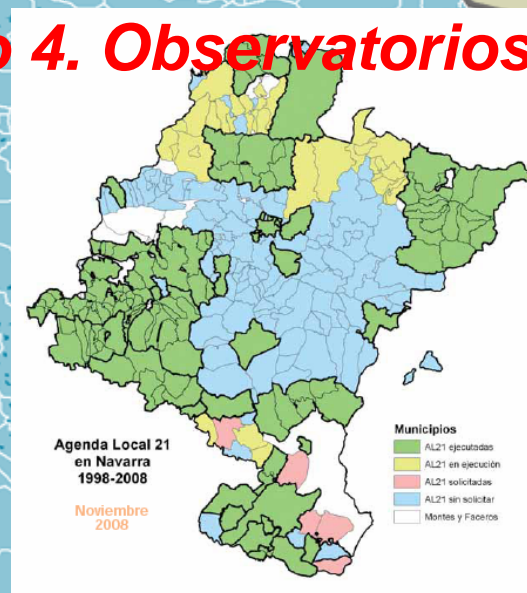 o 4. Observatorios
Agenda Local 21
en Navarra
1998-2008
Noviembre
2008
Municipios
AL21 ejecutadas
AL21 en ejecución
AL21 solicitadas
AL21 sin solicitar
Montes y Faceros